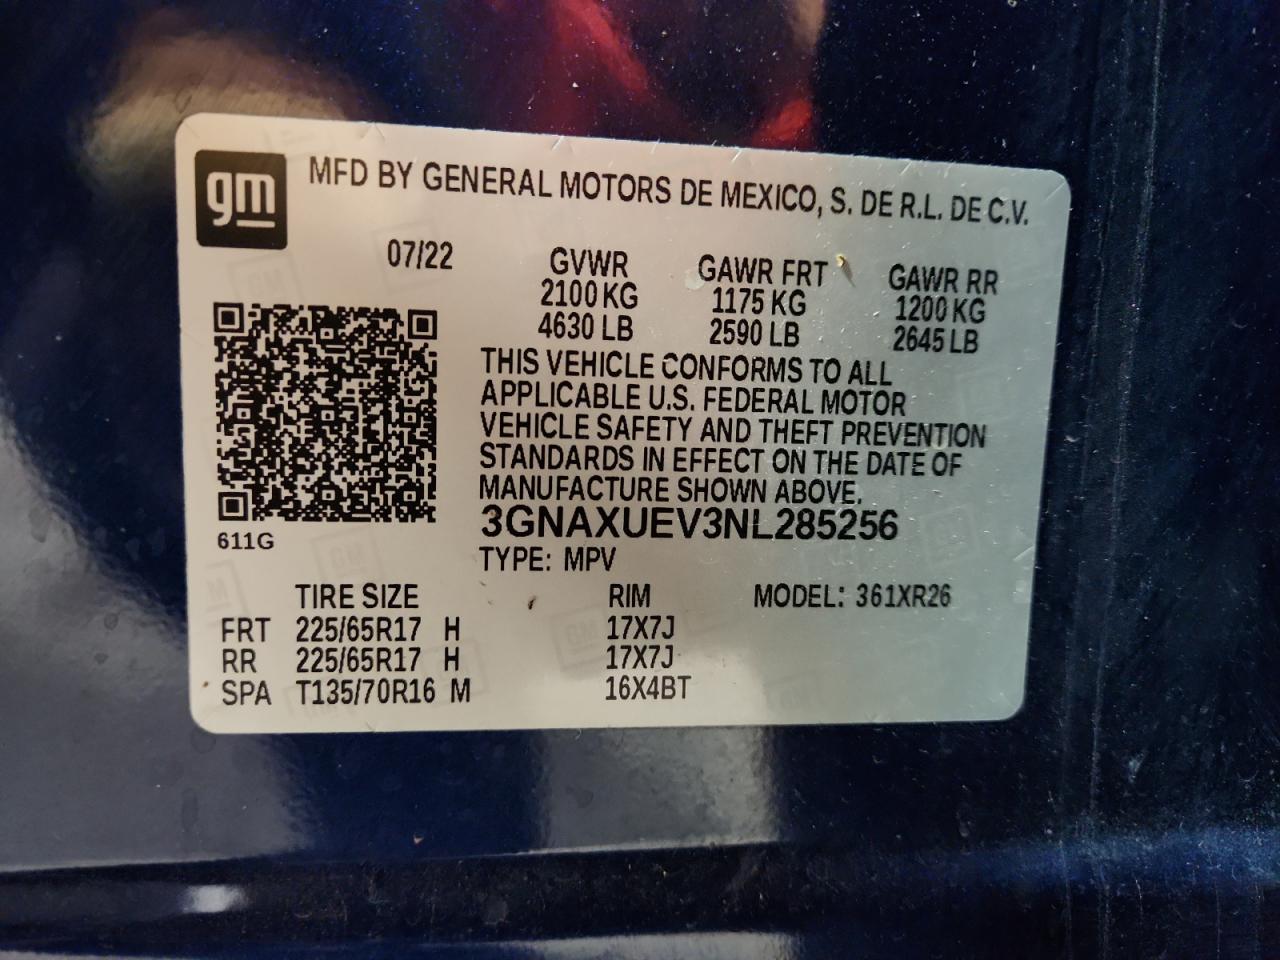 gm
MFD BY GENERAL MOTORS DE MEXICO, S. DE R.L. DE C.V.
07/22 GVWR GAWR FRT GAWR RR
2100 KG 1175 KG 1200 KG
4630 LB 2590 LB 2645 LB
THIS VEHICLE CONFORMS TO ALL
APPLICABLE U.S. FEDERAL MOTOR
VEHICLE SAFETY AND THEFT PREVENTION
STANDARDS IN EFFECT ON THE DATE OF
MANUFACTURE SHOWN ABOVE.
3GNAXUEV3NL285256
611G
TYPE: MPV
TIRE SIZE RIM MODEL: 361XR26
FRT 225/65R17 H 17X7J
RR 225/65R17 H 17X7J
SPA T135/70R16 M 16X4BT